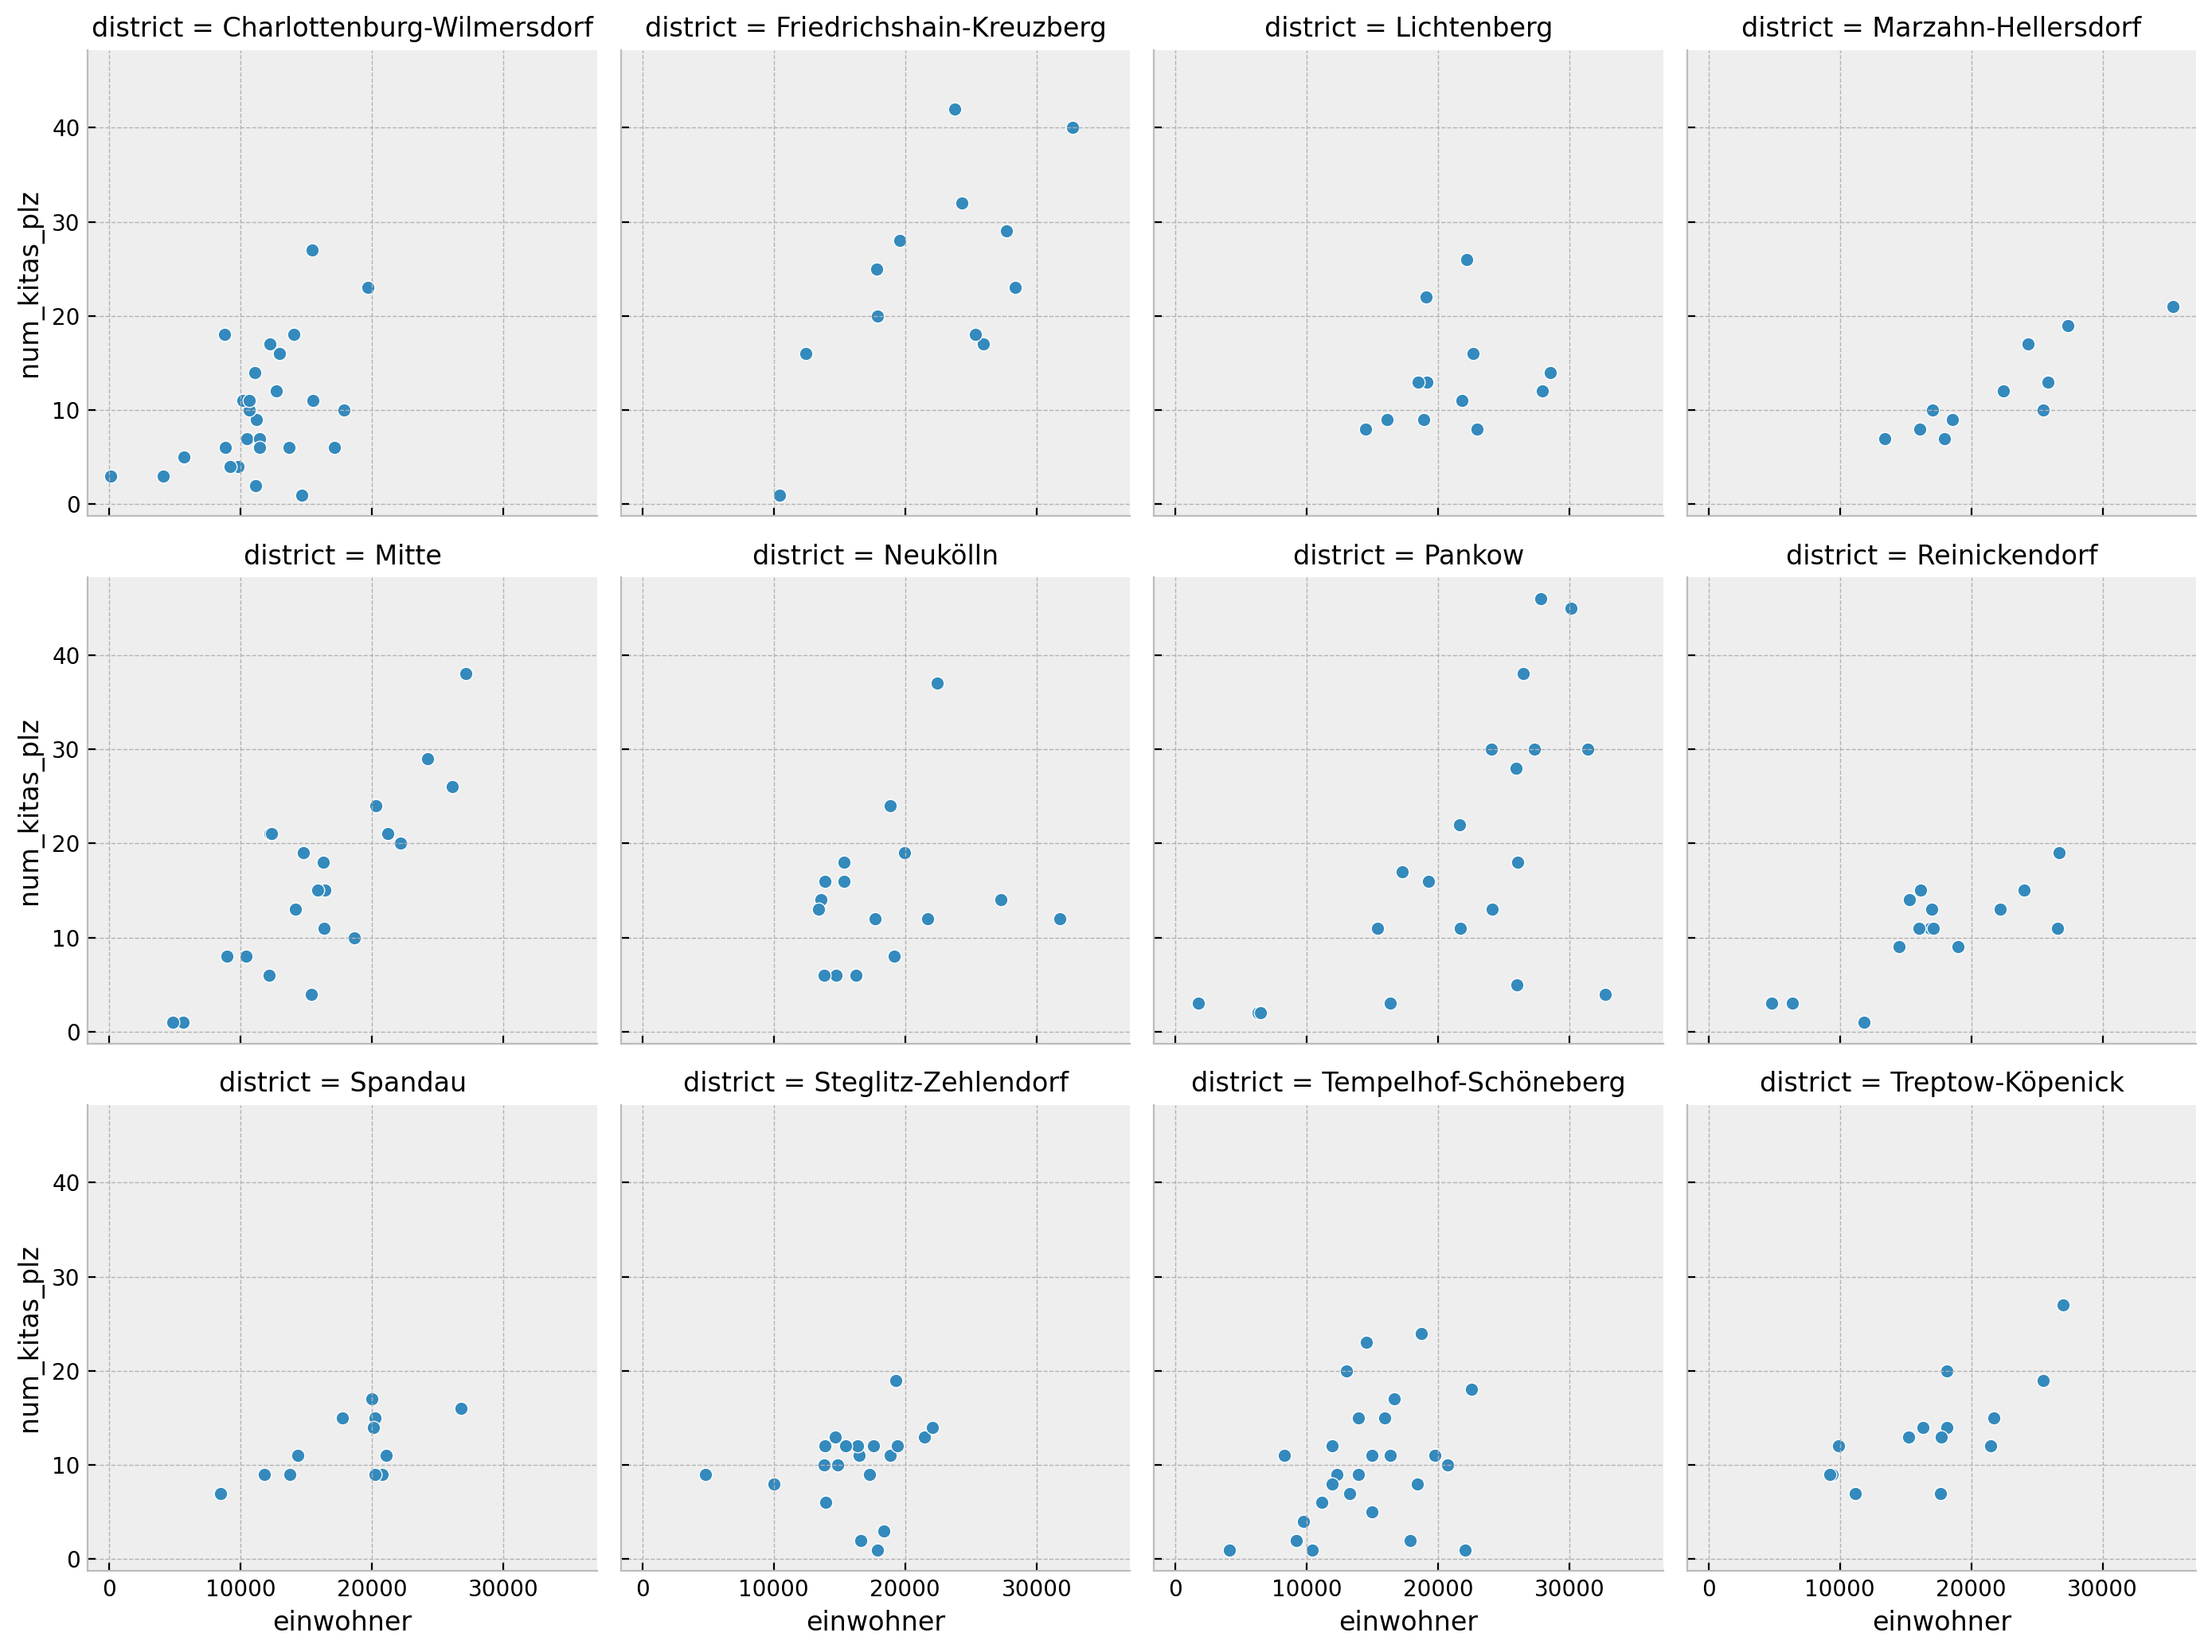 district = Charlottenburg-Wilmersdorf
district = Friedrichshain-Kreuzberg
district = Lichtenberg
district = Marzahn-Hellersdorf
num_kitas_plz
40
30
20
10
0
district = Mitte
district = Neukölln
district = Pankow
district = Reinickendorf
num_kitas_plz
40
30
20
10
0
district = Spandau
district = Steglitz-Zehlendorf
district = Tempelhof-Schöneberg
district = Treptow-Köpenick
num_kitas_plz
40
30
20
10
0
0 10000 20000 30000
0 10000 20000 30000
0 10000 20000 30000
0 10000 20000 30000
einwohner
einwohner
einwohner
einwohner